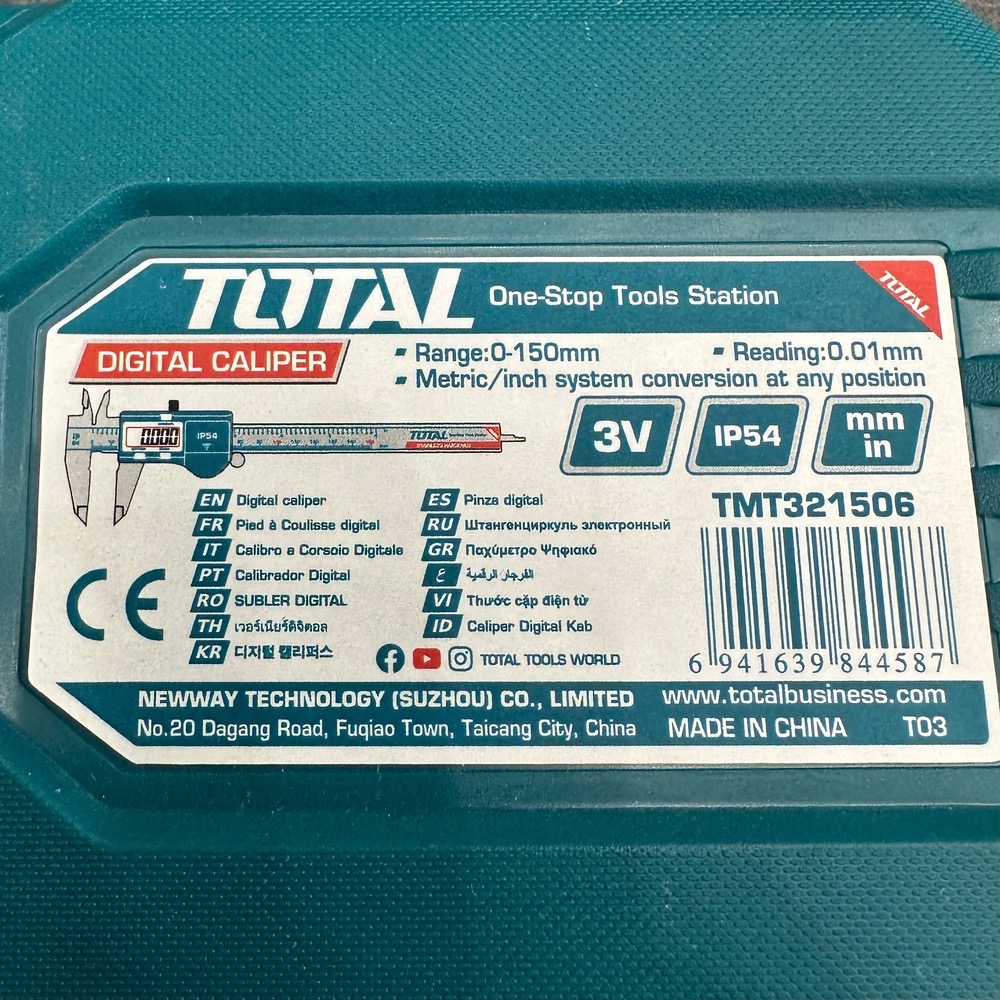 TOTAL One-Stop Tools Station TOTAL
DIGITAL CALIPER
▪ Range:0-150mm ▪ Reading:0.01mm
▪ Metric/inch system conversion at any position
0.000 IP54 TOTAL
3V IP54 mm in
EN Digital caliper
FR Pied à Coulisse digital
IT Calibro a Corsoio Digitale
PT Calibrador Digital
RO SUBLER DIGITAL
TH เวอร์เนียร์ดิจิตอล
KR 디지털 캘리퍼스
ES Pinza digital
RU Штангенциркуль электронный
GR Παχύμετρο Ψηφιακό
ع الفرجار الرقمية
VI Thước cặp điện tử
ID Caliper Digital Kab
CE
TOTAL TOOLS WORLD
TMT321506
6 941639 844587
NEWWAY TECHNOLOGY (SUZHOU) CO., LIMITED www.totalbusiness.com
No.20 Dagang Road, Fuqiao Town, Taicang City, China MADE IN CHINA T03